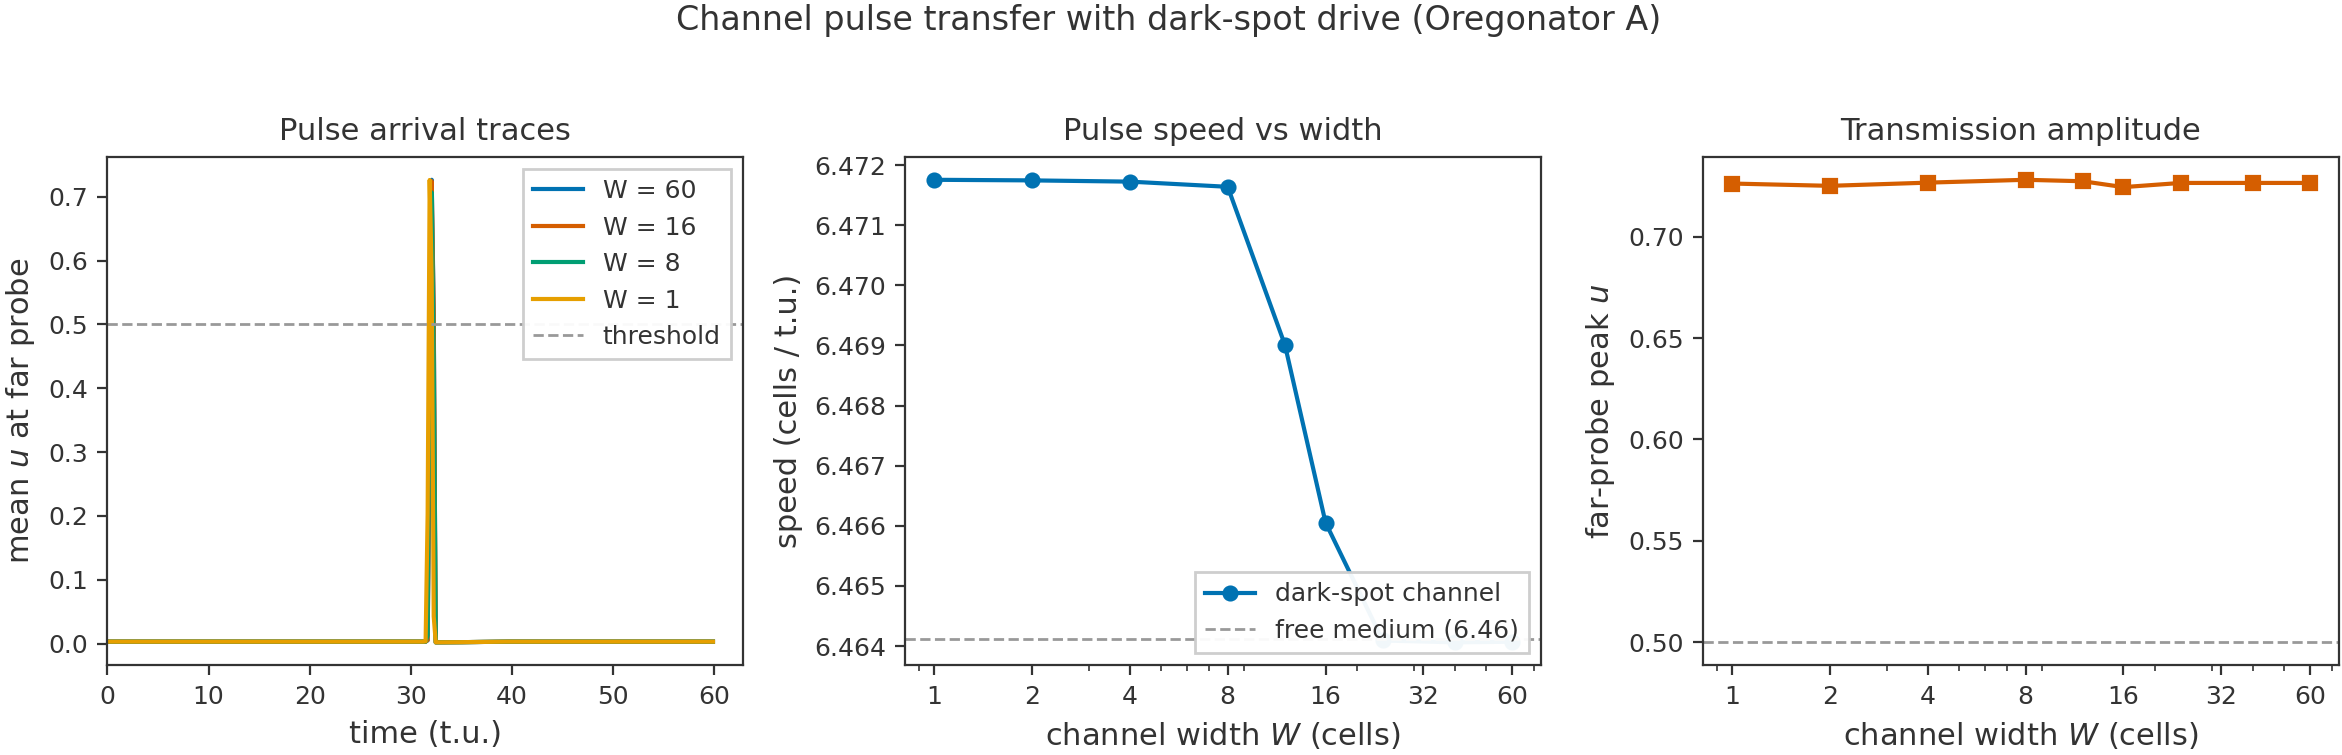 Channel pulse transfer with dark-spot drive (Oregonator A)
Pulse arrival traces
mean u at far probe
0.7
0.6
0.5
0.4
0.3
0.2
0.1
0.0
W = 60
W = 16
W = 8
W = 1
threshold
0 10 20 30 40 50 60
time (t.u.)
Pulse speed vs width
speed (cells / t.u.)
6.472
6.471
6.470
6.469
6.468
6.467
6.466
6.465
6.464
dark-spot channel
free medium (6.46)
1 2 4 8 16 32 60
channel width W (cells)
Transmission amplitude
far-probe peak u
0.70
0.65
0.60
0.55
0.50
1 2 4 8 16 32 60
channel width W (cells)